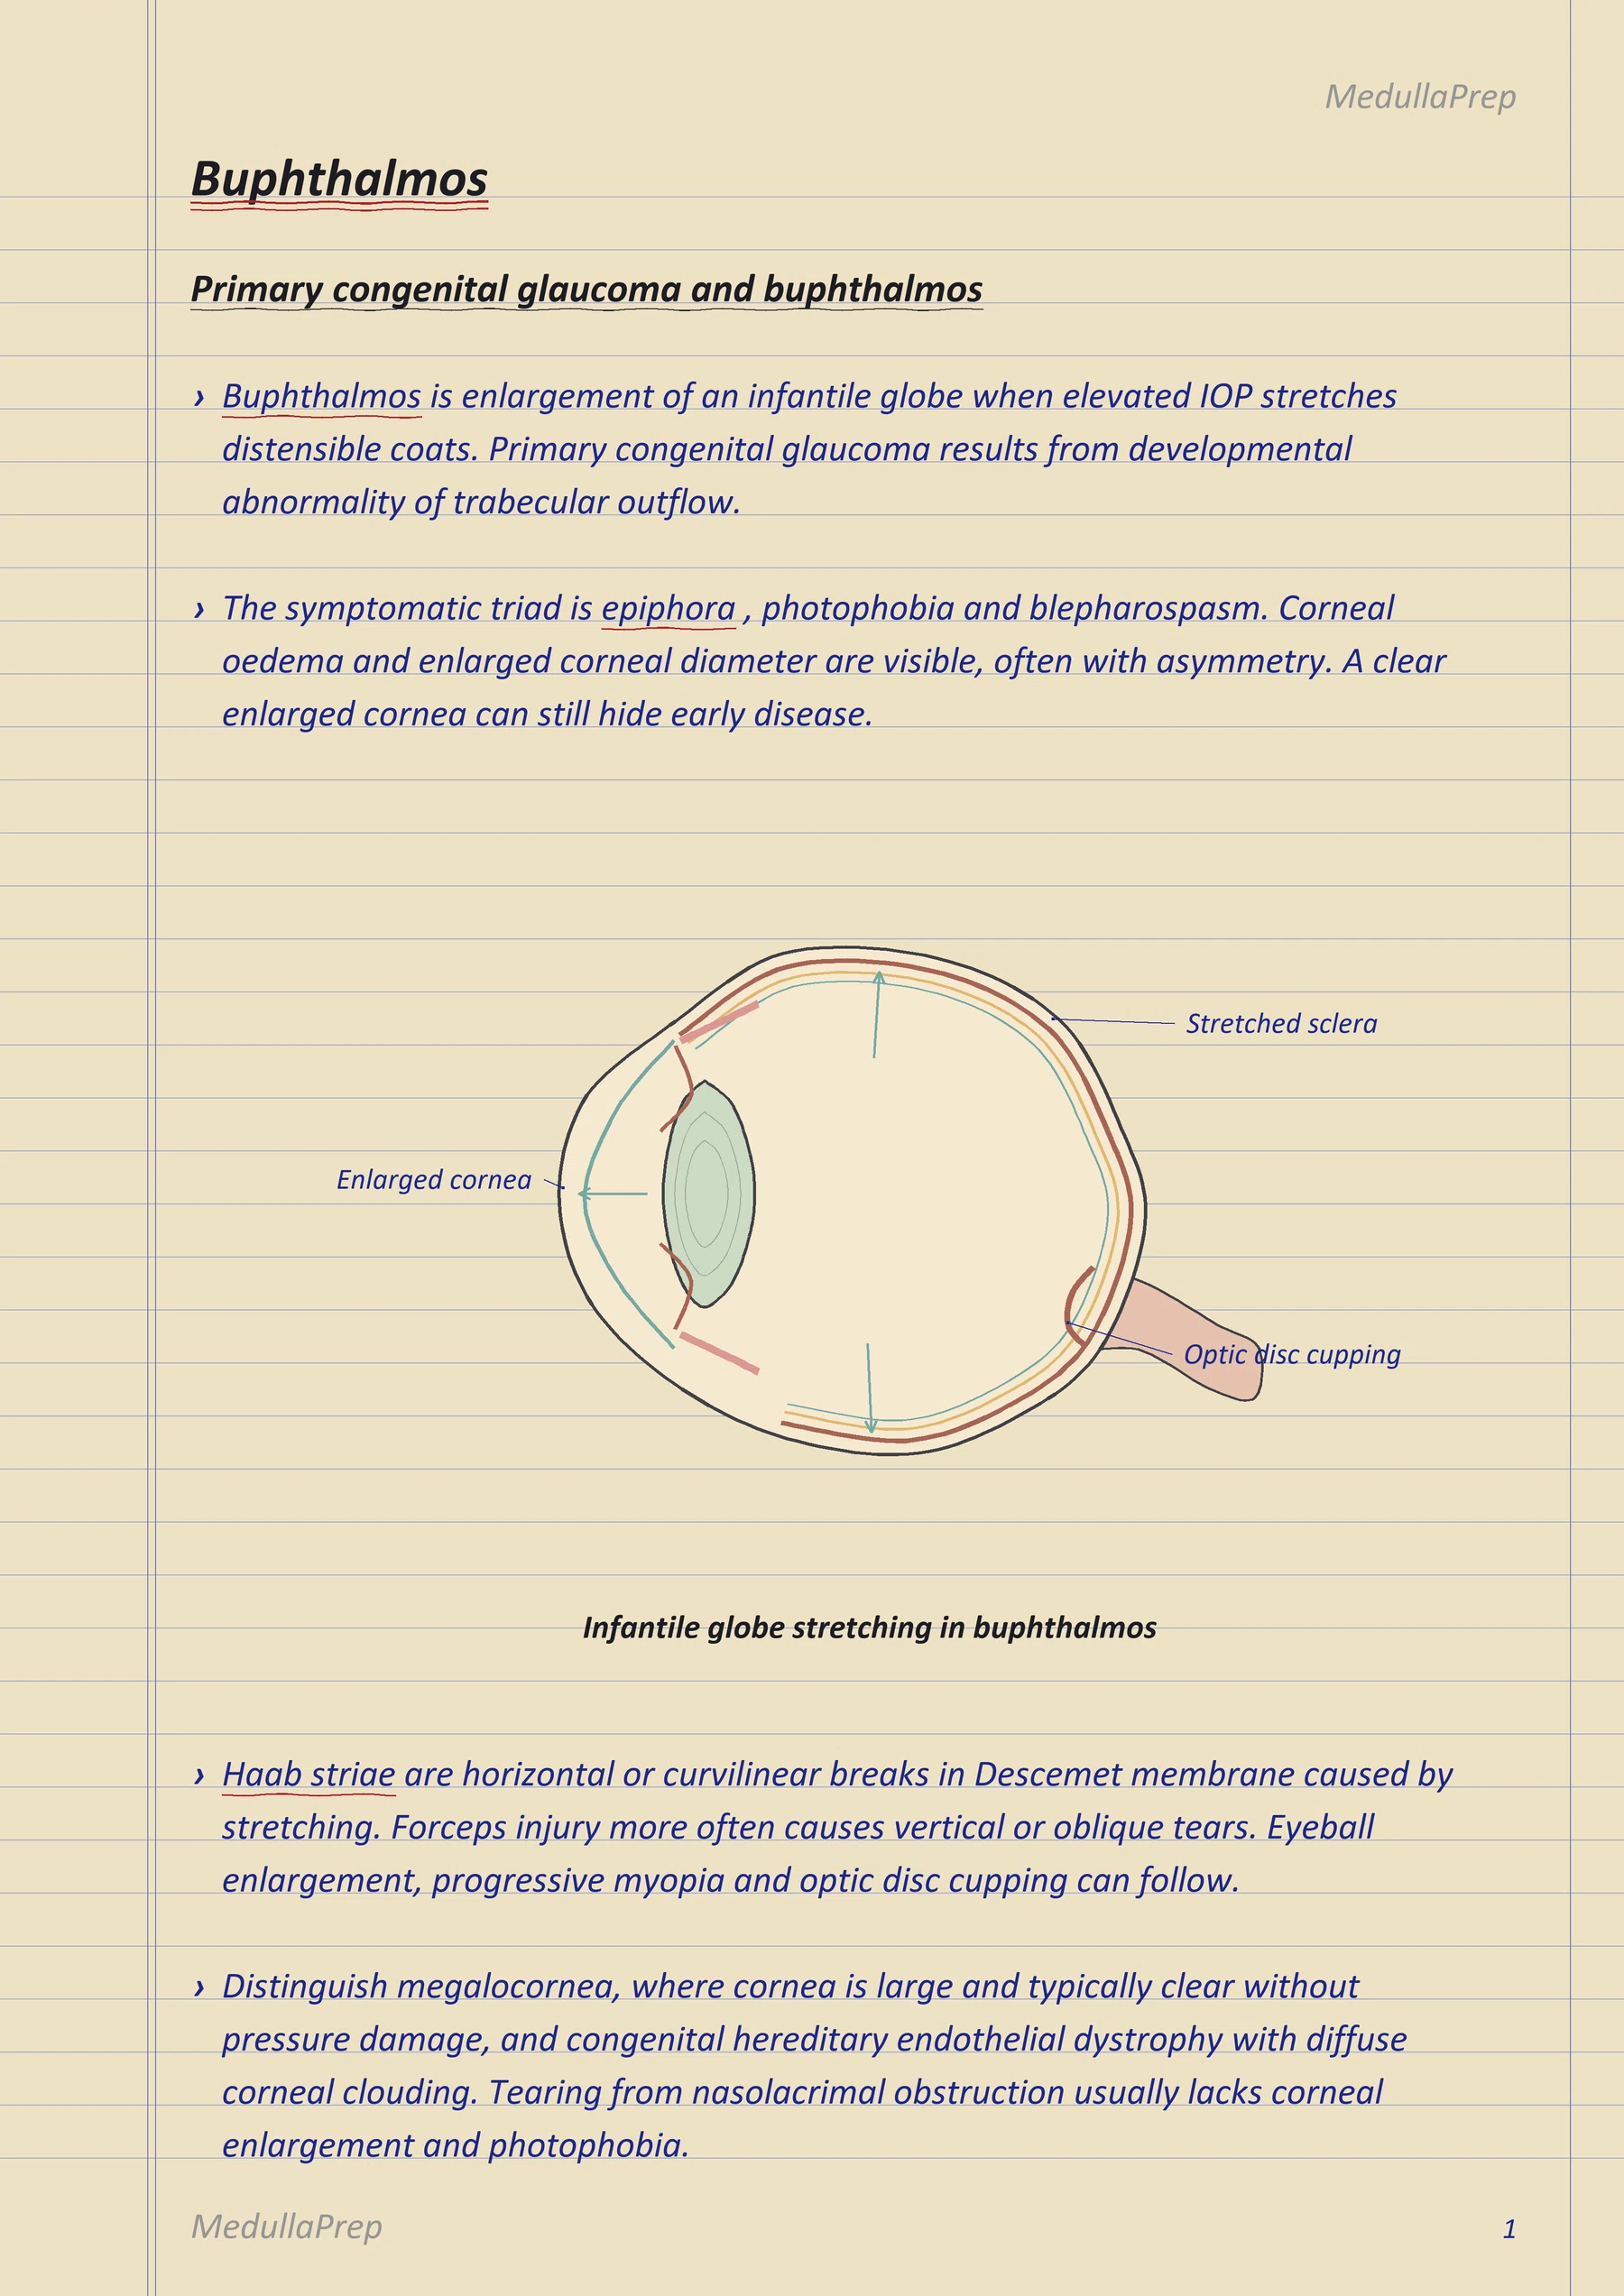 MedullaPrep
Buphthalmos
Primary congenital glaucoma and buphthalmos
› Buphthalmos is enlargement of an infantile globe when elevated IOP stretches
distensible coats. Primary congenital glaucoma results from developmental
abnormality of trabecular outflow.
› The symptomatic triad is epiphora , photophobia and blepharospasm. Corneal
oedema and enlarged corneal diameter are visible, often with asymmetry. A clear
enlarged cornea can still hide early disease.
Stretched sclera
Enlarged cornea
Optic disc cupping
Infantile globe stretching in buphthalmos
› Haab striae are horizontal or curvilinear breaks in Descemet membrane caused by
stretching. Forceps injury more often causes vertical or oblique tears. Eyeball
enlargement, progressive myopia and optic disc cupping can follow.
› Distinguish megalocornea, where cornea is large and typically clear without
pressure damage, and congenital hereditary endothelial dystrophy with diffuse
corneal clouding. Tearing from nasolacrimal obstruction usually lacks corneal
enlargement and photophobia.
MedullaPrep
1